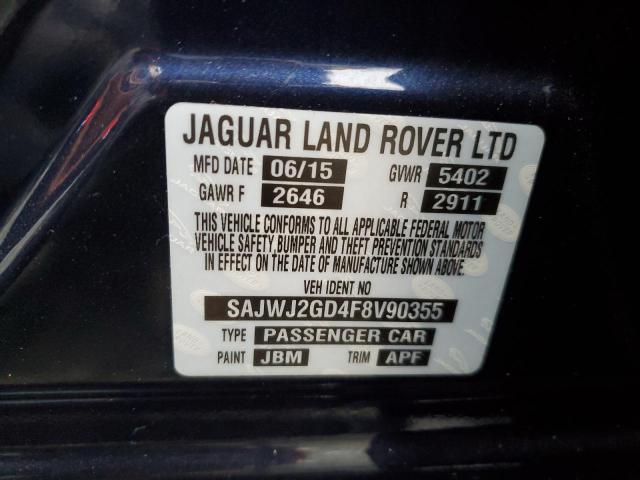 JAGUAR LAND ROVER LTD
MFD DATE 06/15 GVWR 5402
GAWR F 2646 R 2911
THIS VEHICLE CONFORMS TO ALL APPLICABLE FEDERAL MOTOR
VEHICLE SAFETY, BUMPER AND THEFT PREVENTION STANDARDS
IN EFFECT ON THE DATE OF MANUFACTURE SHOWN ABOVE.
VEH IDENT NO
SAJWJ2GD4F8V90355
TYPE PASSENGER CAR
PAINT JBM TRIM APF